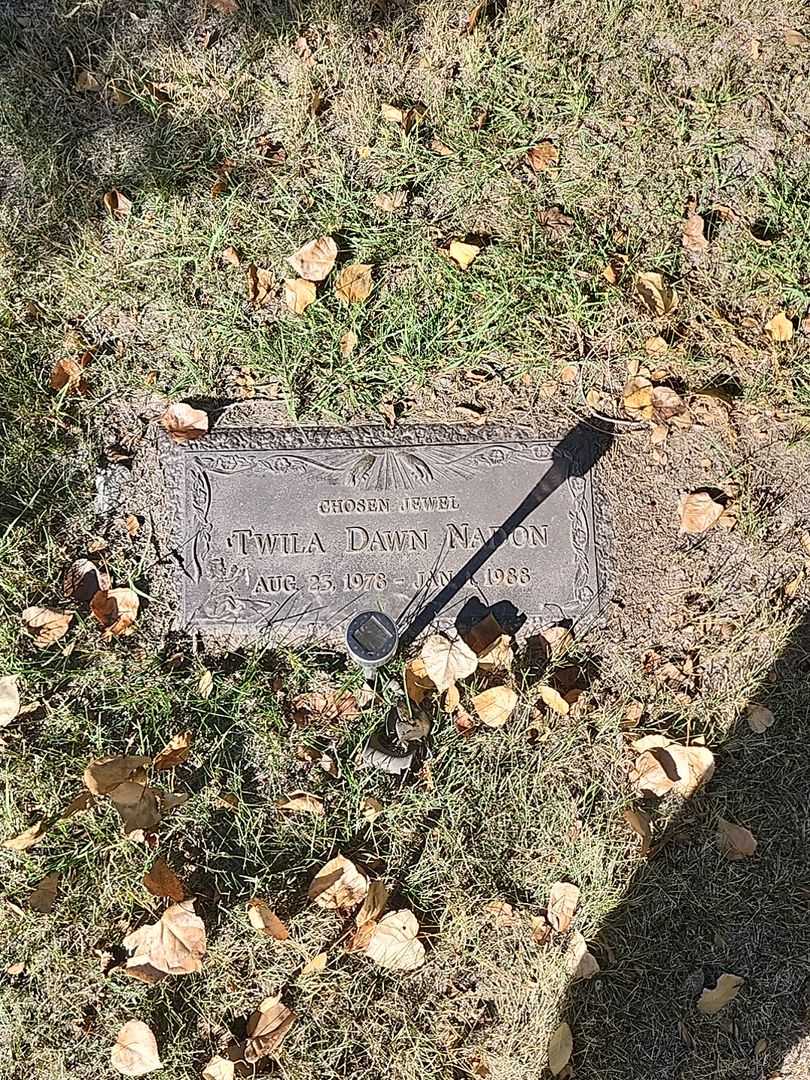 CHOSEN JEWEL
TWILA DAWN NADON
AUG. 25, 1978 - JAN. 1988